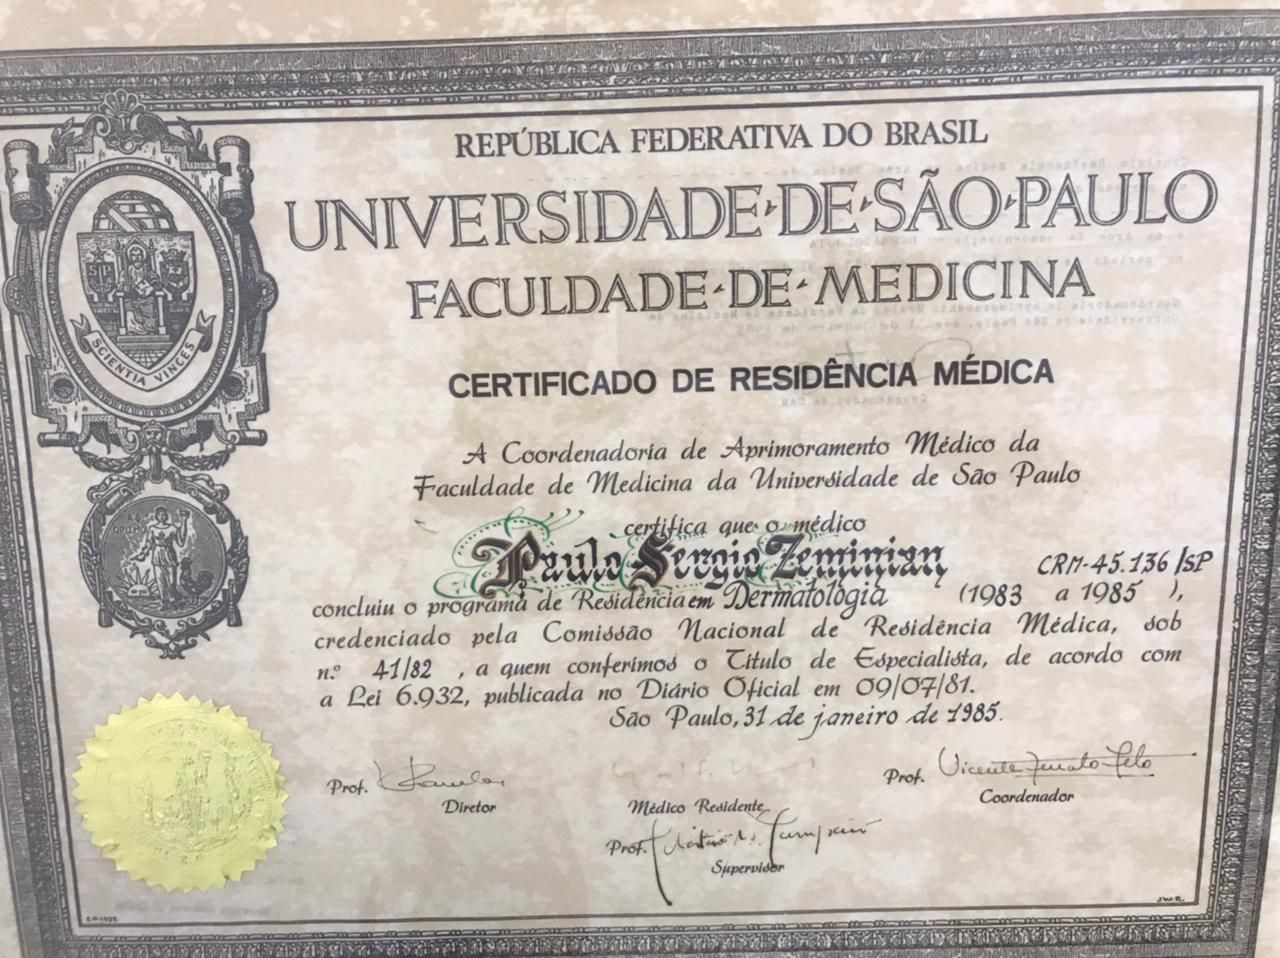 REPÚBLICA FEDERATIVA DO BRASIL
UNIVERSIDADE-DE-SÃO-PAULO
FACULDADE-DE-MEDICINA
CERTIFICADO DE RESIDÊNCIA MÉDICA
SCIENTIA VINCES
A Coordenadoria de Aprimoramento Médico da
Faculdade de Medicina da Universidade de São Paulo
certifica que o médico
Paulo Sergio Zeminian CRM-45.136/SP
concluiu o programa de Residência em Dermatologia (1983 a 1985 ),
credenciado pela Comissão Nacional de Residência Médica, sob
n.º 41/82 , a quem conferimos o Titulo de Especialista, de acordo com
a Lei 6.932, publicada no Diário Oficial em 09/07/81.
São Paulo, 31 de janeiro de 1985.
Prof.
Diretor
Médico Residente
Prof.
Coordenador
Prof.
Supervisor
J.W.R.